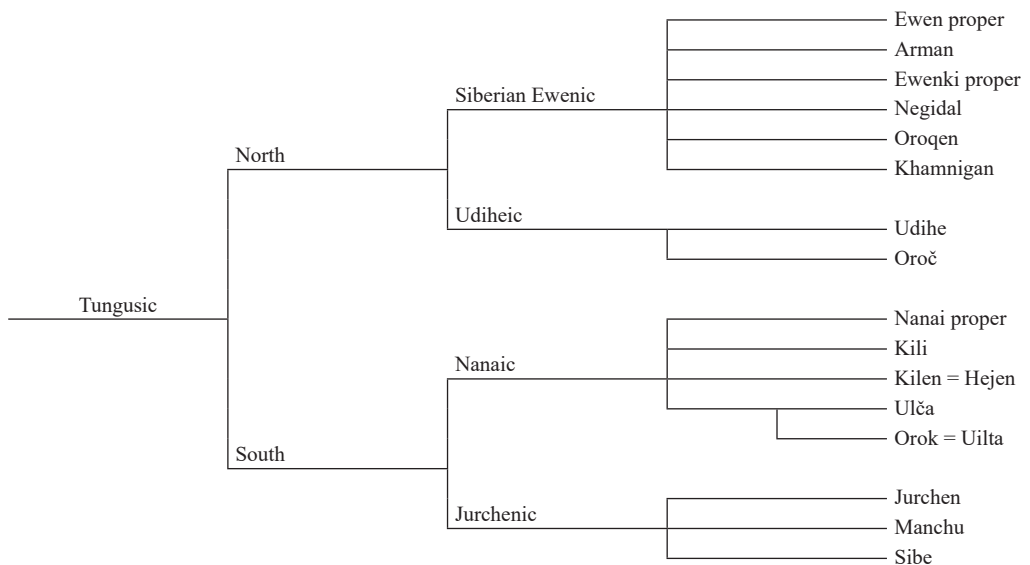 Ewen proper
Arman
Ewenki proper
Siberian Ewenic
Negidal
Oroqen
North
Khamnigan
Udiheic
Udihe
Oroč
Tungusic
Nanai proper
Kili
Nanaic
Kilen = Hejen
Ulča
Orok = Uilta
South
Jurchen
Jurchenic
Manchu
Sibe